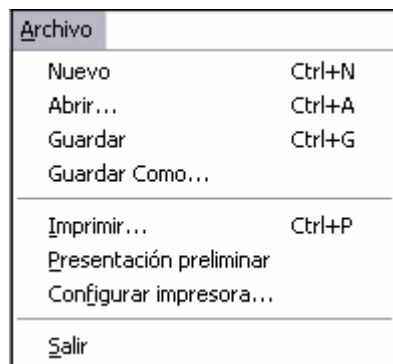 Archivo
Nuevo Ctrl+N
Abrir... Ctrl+A
Guardar Ctrl+G
Guardar Como...
Imprimir... Ctrl+P
Presentación preliminar
Configurar impresora...
Salir